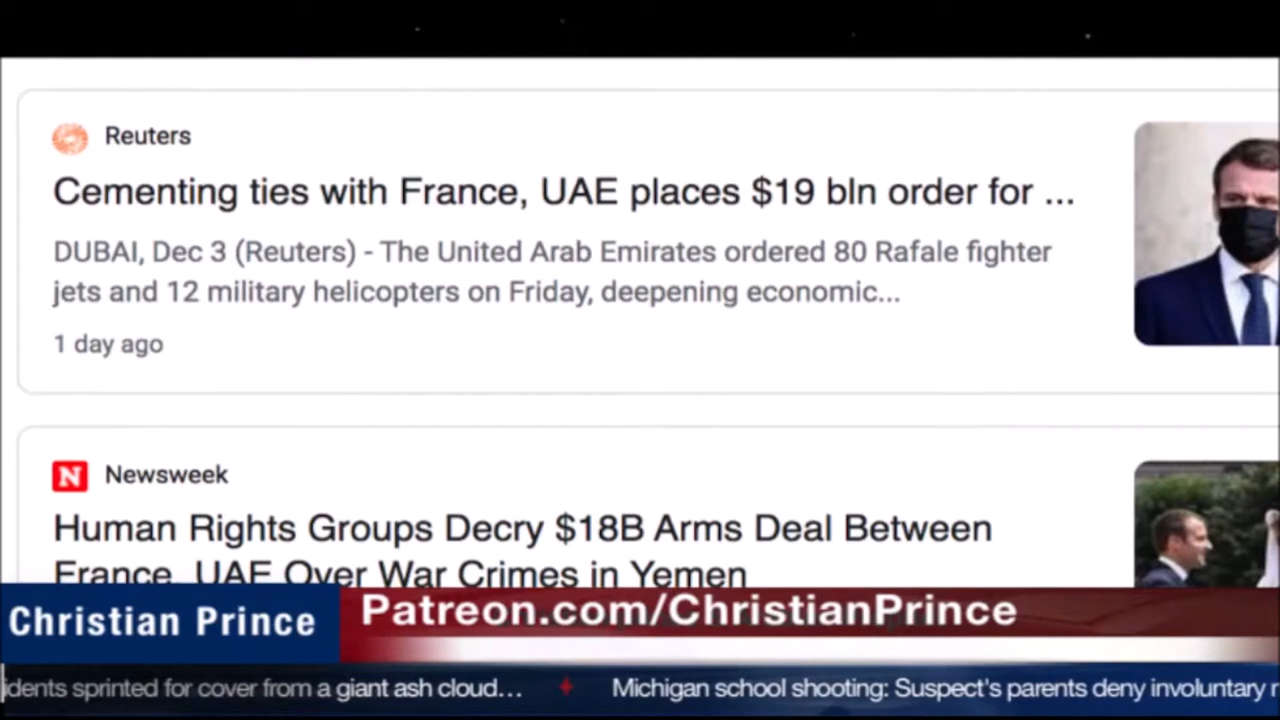 Reuters
Cementing ties with France, UAE places $19 bln order for ...
DUBAI, Dec 3 (Reuters) - The United Arab Emirates ordered 80 Rafale fighter
jets and 12 military helicopters on Friday, deepening economic...
1 day ago
N Newsweek
Human Rights Groups Decry $18B Arms Deal Between
France, UAE Over War Crimes in Yemen
Christian Prince
Patreon.com/ChristianPrince
idents sprinted for cover from a giant ash cloud... Michigan school shooting: Suspect's parents deny involuntary